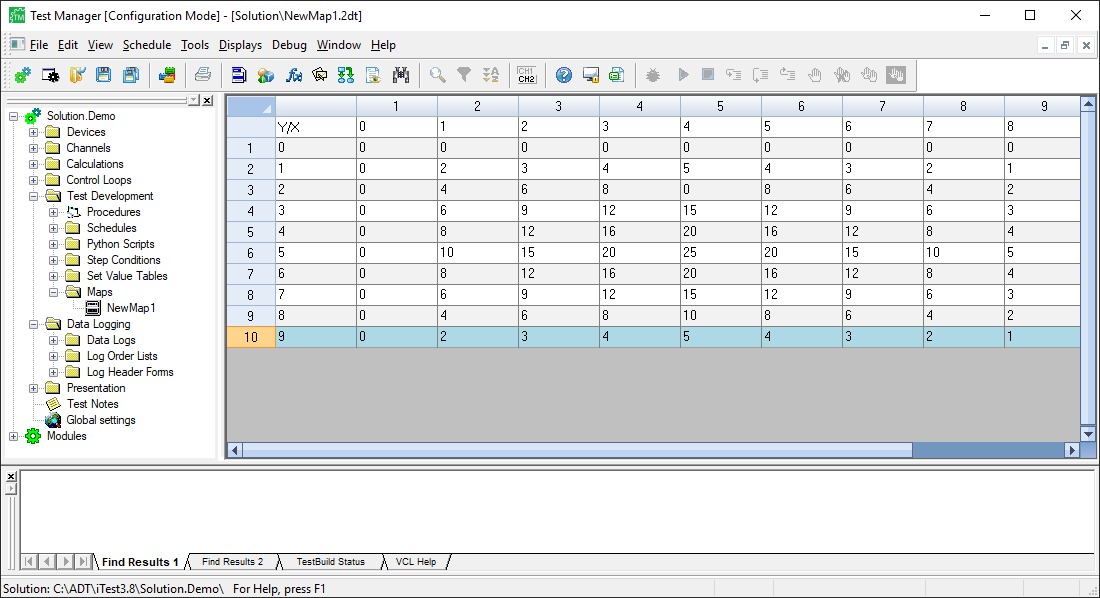 Test Manager [Configuration Mode] - [Solution\NewMap1.2dt]
File Edit View Schedule Tools Displays Debug Window Help
CH1
CH2
Solution.Demo
Devices
Channels
Calculations
Control Loops
Test Development
Procedures
Schedules
Python Scripts
Step Conditions
Set Value Tables
Maps
NewMap1
Data Logging
Data Logs
Log Order Lists
Log Header Forms
Presentation
Test Notes
Global settings
Modules
1 2 3 4 5 6 7 8 9
Y/X 0 1 2 3 4 5 6 7 8
1 0 0 0 0 0 0 0 0 0 0
2 1 0 2 3 4 5 4 3 2 1
3 2 0 4 6 8 0 8 6 4 2
4 3 0 6 9 12 15 12 9 6 3
5 4 0 8 12 16 20 16 12 8 4
6 5 0 10 15 20 25 20 15 10 5
7 6 0 8 12 16 20 16 12 8 4
8 7 0 6 9 12 15 12 9 6 3
9 8 0 4 6 8 10 8 6 4 2
10 9 0 2 3 4 5 4 3 2 1
Find Results 1 Find Results 2 TestBuild Status VCL Help
Solution: C:\ADT\iTest3.8\Solution.Demo\ For Help, press F1